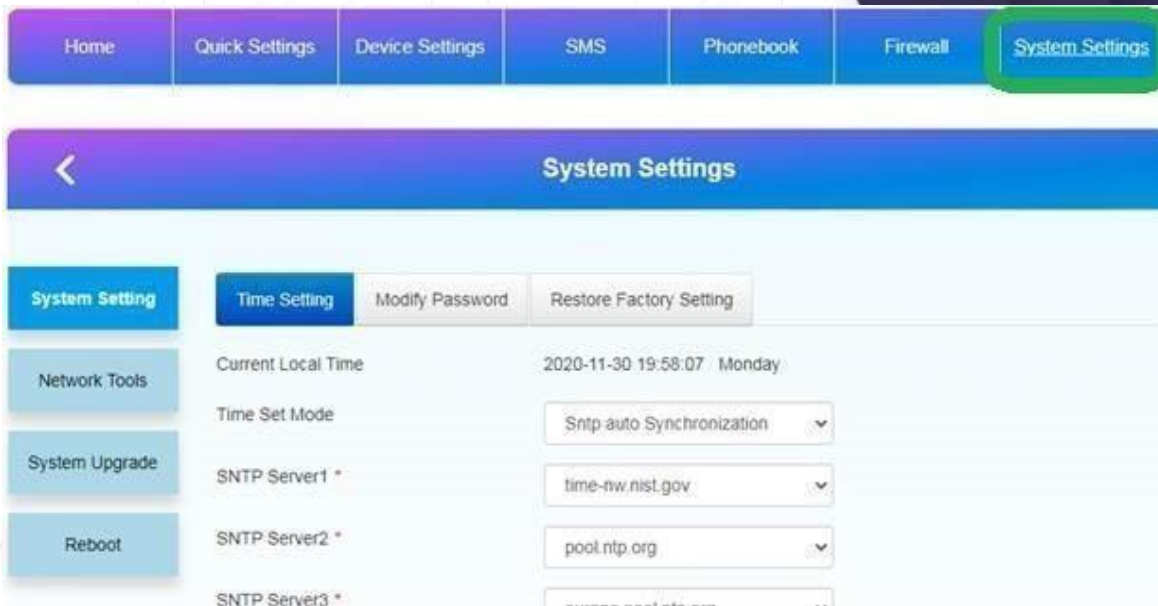 Home Quick Settings Device Settings SMS Phonebook Firewall System Settings
System Settings
System Setting Time Setting Modify Password Restore Factory Setting
Current Local Time 2020-11-30 19:58:07 Monday
Network Tools
Time Set Mode Sntp auto Synchronization
System Upgrade
SNTP Server1 * time-nw.nist.gov
Reboot SNTP Server2 * pool.ntp.org
SNTP Server3 *